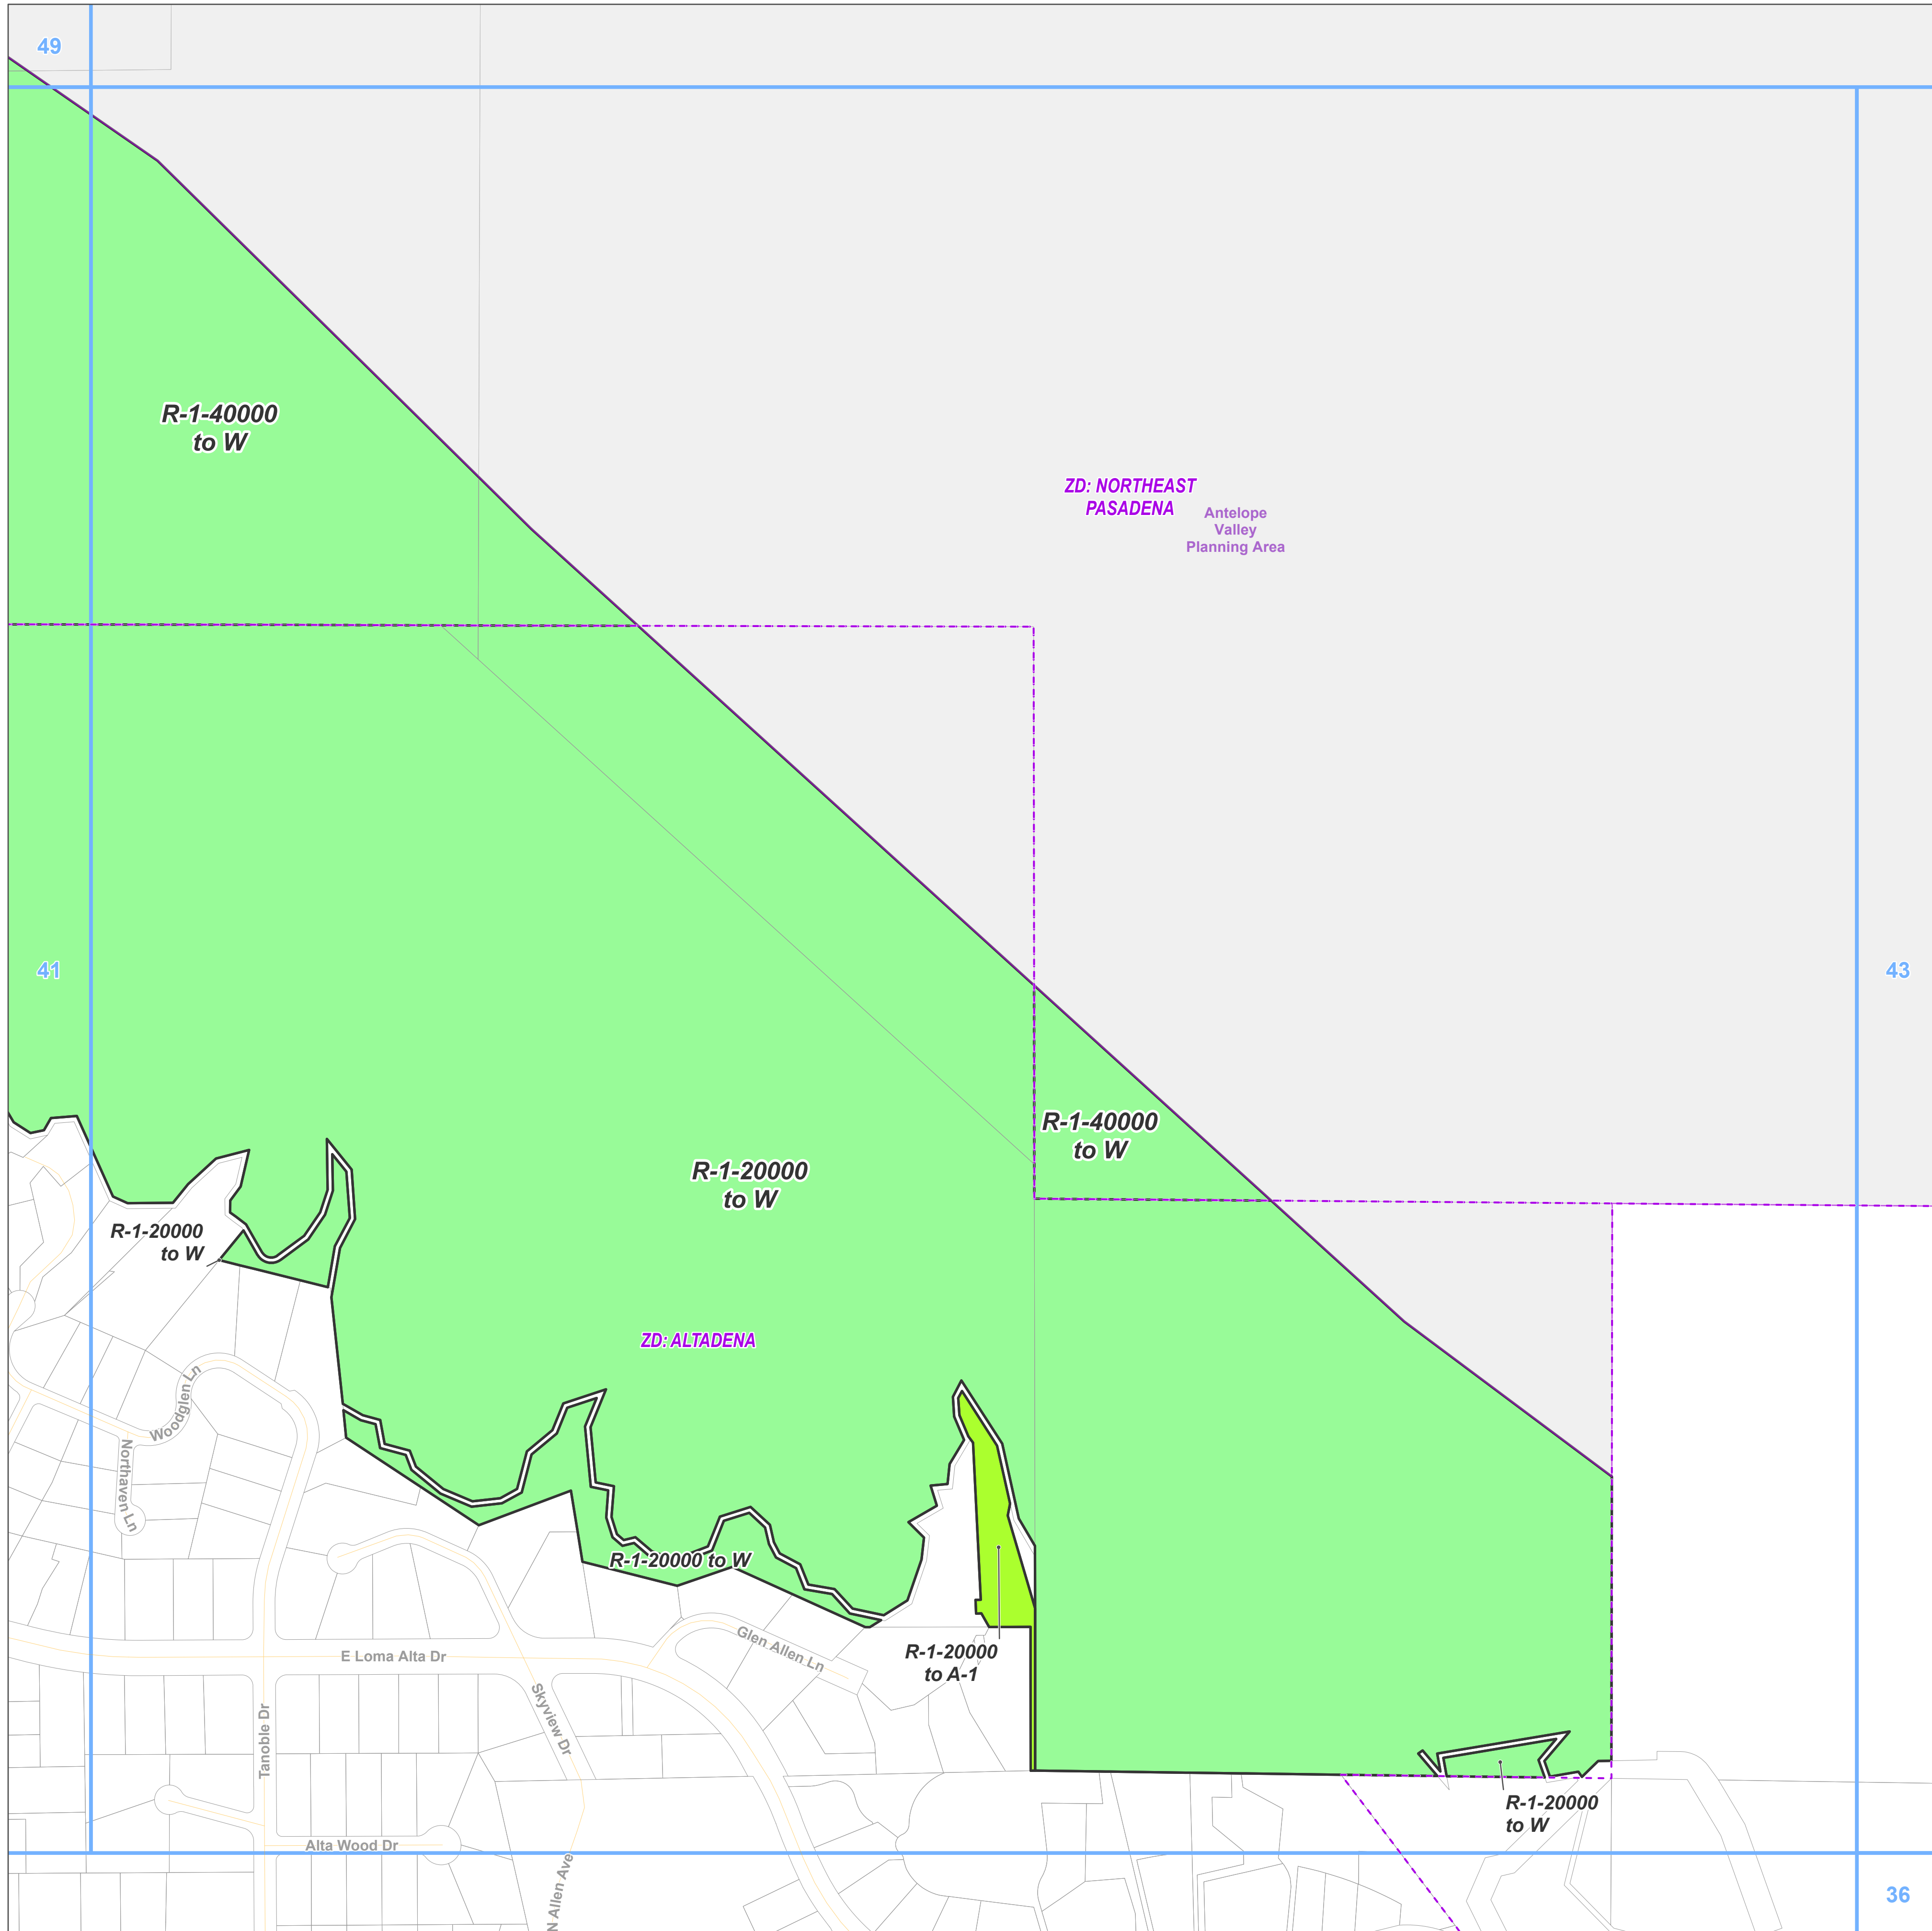 49
R-1-40000
to W
ZD: NORTHEAST
PASADENA
Antelope
Valley
Planning Area
41
43
R-1-40000
to W
R-1-20000
to W
R-1-20000
to W
ZD: ALTADENA
Woodglen Ln
Northaven Ln
R-1-20000 to W
Glen Allen Ln
R-1-20000
to A-1
E Loma Alta Dr
Skyview Dr
Tanoble Dr
R-1-20000
to W
Alta Wood Dr
N Allen Ave
36